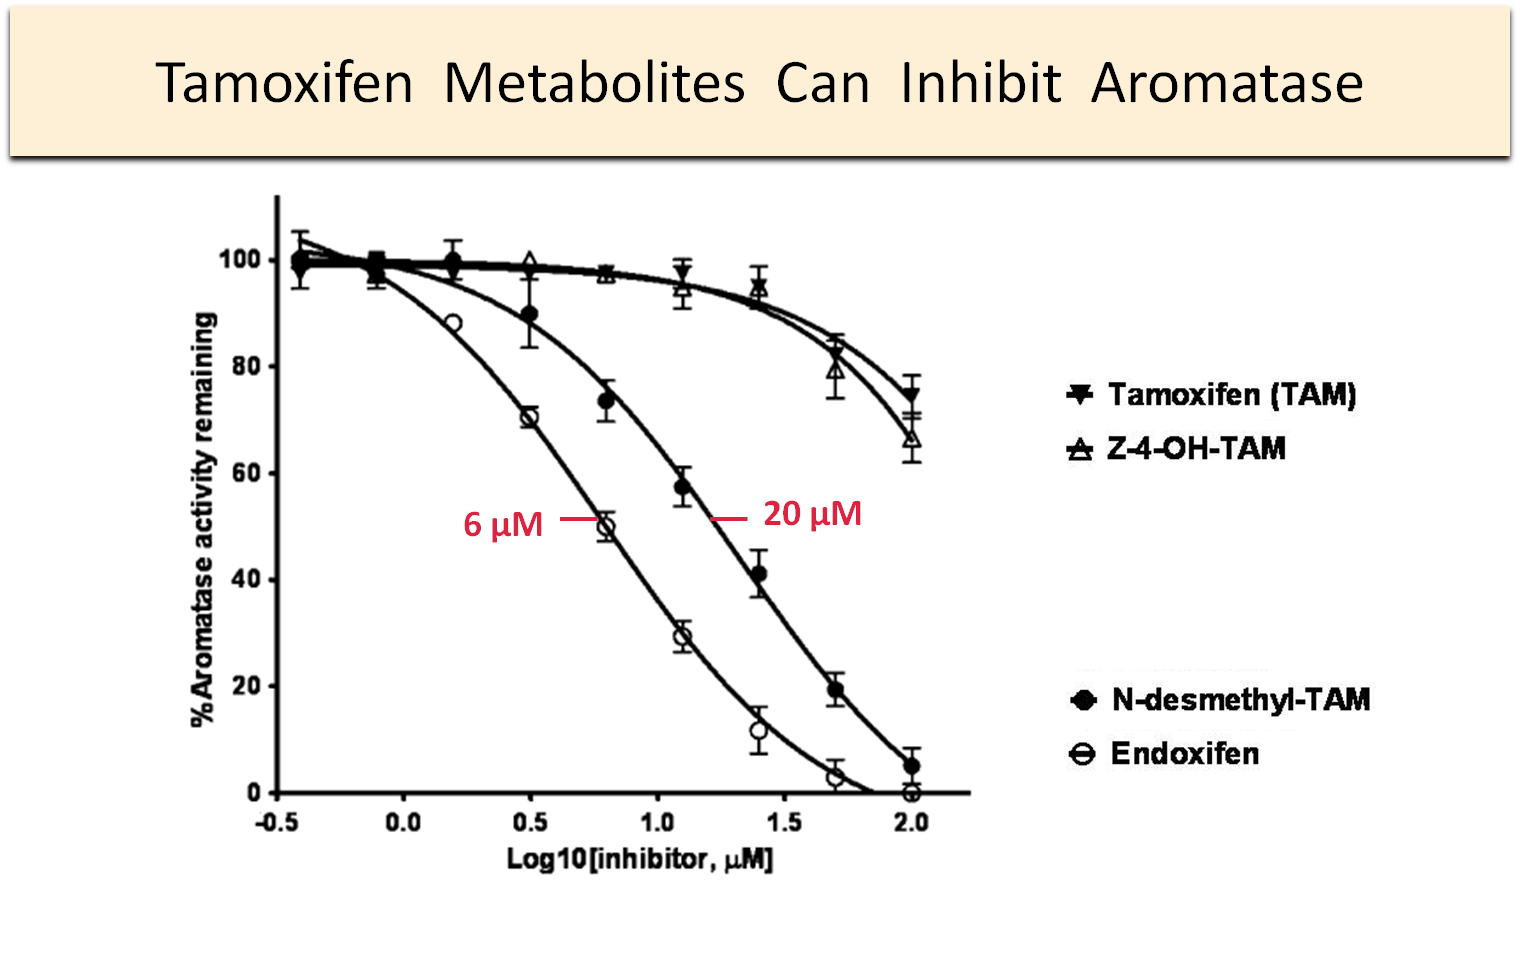 Tamoxifen Metabolites Can Inhibit Aromatase
%Aromatase activity remaining
100
80
60
40
20
0
-0.5 0.0 0.5 1.0 1.5 2.0
Log10[inhibitor, µM]
6 µM
20 µM
Tamoxifen (TAM)
Z-4-OH-TAM
N-desmethyl-TAM
Endoxifen